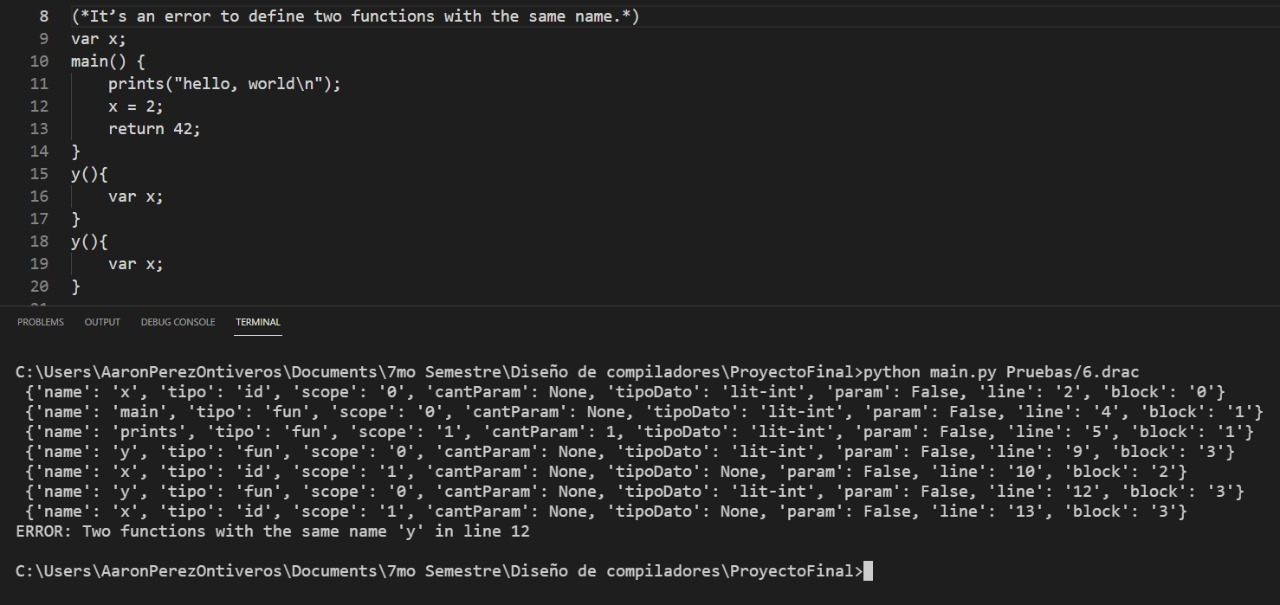 8 (*It’s an error to define two functions with the same name.*)
9 var x;
10 main() {
11 prints("hello, world\n");
12 x = 2;
13 return 42;
14 }
15 y(){
16 var x;
17 }
18 y(){
19 var x;
20 }
PROBLEMS OUTPUT DEBUG CONSOLE TERMINAL
C:\Users\AaronPerezOntiveros\Documents\7mo Semestre\Diseño de compiladores\ProyectoFinal>python main.py Pruebas/6.drac
{'name': 'x', 'tipo': 'id', 'scope': '0', 'cantParam': None, 'tipoDato': 'lit-int', 'param': False, 'line': '2', 'block': '0'}
{'name': 'main', 'tipo': 'fun', 'scope': '0', 'cantParam': None, 'tipoDato': 'lit-int', 'param': False, 'line': '4', 'block': '1'}
{'name': 'prints', 'tipo': 'fun', 'scope': '1', 'cantParam': 1, 'tipoDato': 'lit-int', 'param': False, 'line': '5', 'block': '1'}
{'name': 'y', 'tipo': 'fun', 'scope': '0', 'cantParam': None, 'tipoDato': 'lit-int', 'param': False, 'line': '9', 'block': '3'}
{'name': 'x', 'tipo': 'id', 'scope': '1', 'cantParam': None, 'tipoDato': None, 'param': False, 'line': '10', 'block': '2'}
{'name': 'y', 'tipo': 'fun', 'scope': '0', 'cantParam': None, 'tipoDato': 'lit-int', 'param': False, 'line': '12', 'block': '3'}
{'name': 'x', 'tipo': 'id', 'scope': '1', 'cantParam': None, 'tipoDato': None, 'param': False, 'line': '13', 'block': '3'}
ERROR: Two functions with the same name 'y' in line 12
C:\Users\AaronPerezOntiveros\Documents\7mo Semestre\Diseño de compiladores\ProyectoFinal>